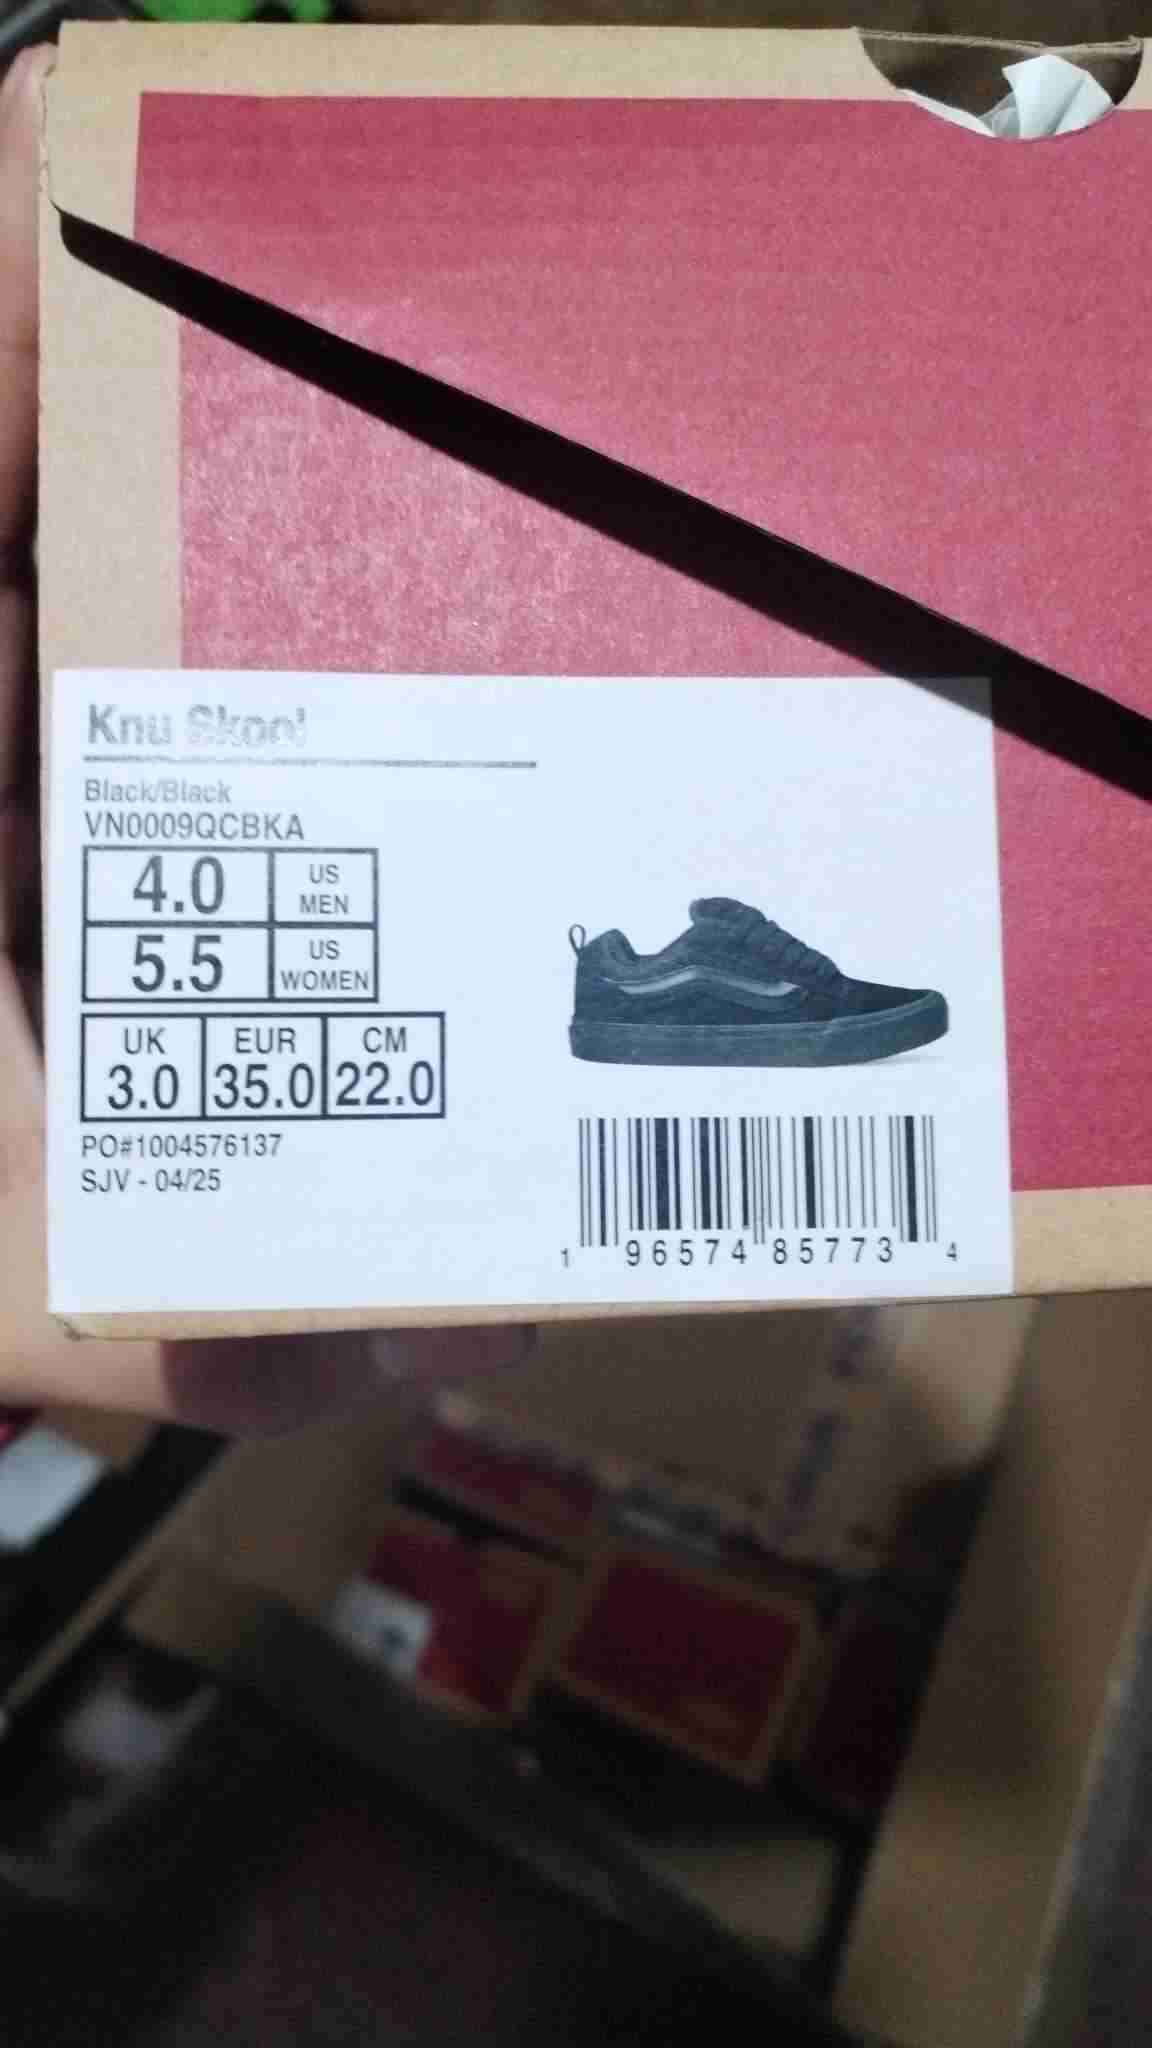 Knu Skool
Black/Black
VN0009QCBKA
4.0 US MEN
5.5 US WOMEN
UK EUR CM
3.0 35.0 22.0
PO#1004576137
SJV - 04/25
1 96574 85773 4